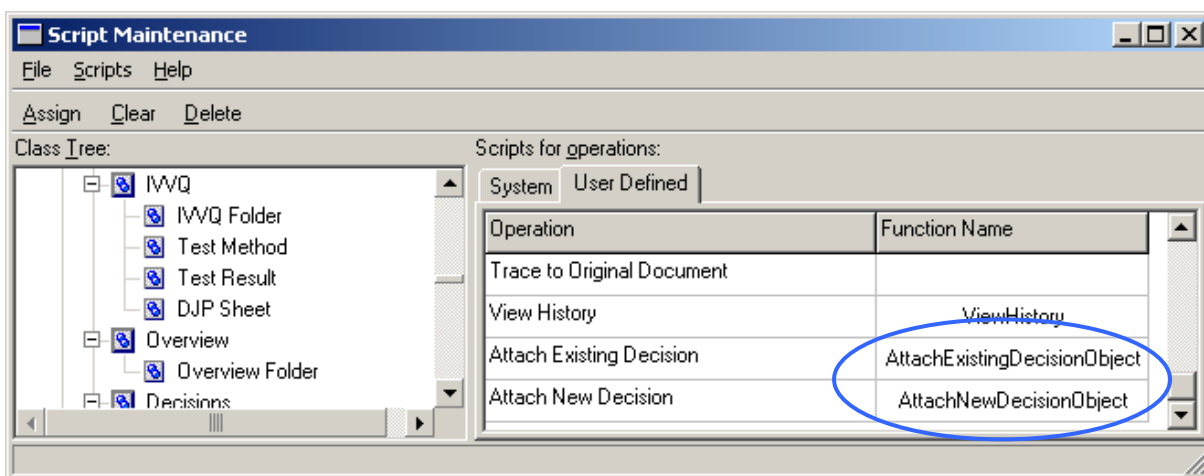 Script Maintenance
File Scripts Help
Assign Clear Delete
Class Tree:
IVVQ
IVVQ Folder
Test Method
Test Result
DJP Sheet
Overview
Overview Folder
Decisions
Scripts for operations:
System User Defined
Operation Function Name
Trace to Original Document
View History ViewHistory
Attach Existing Decision AttachExistingDecisionObject
Attach New Decision AttachNewDecisionObject